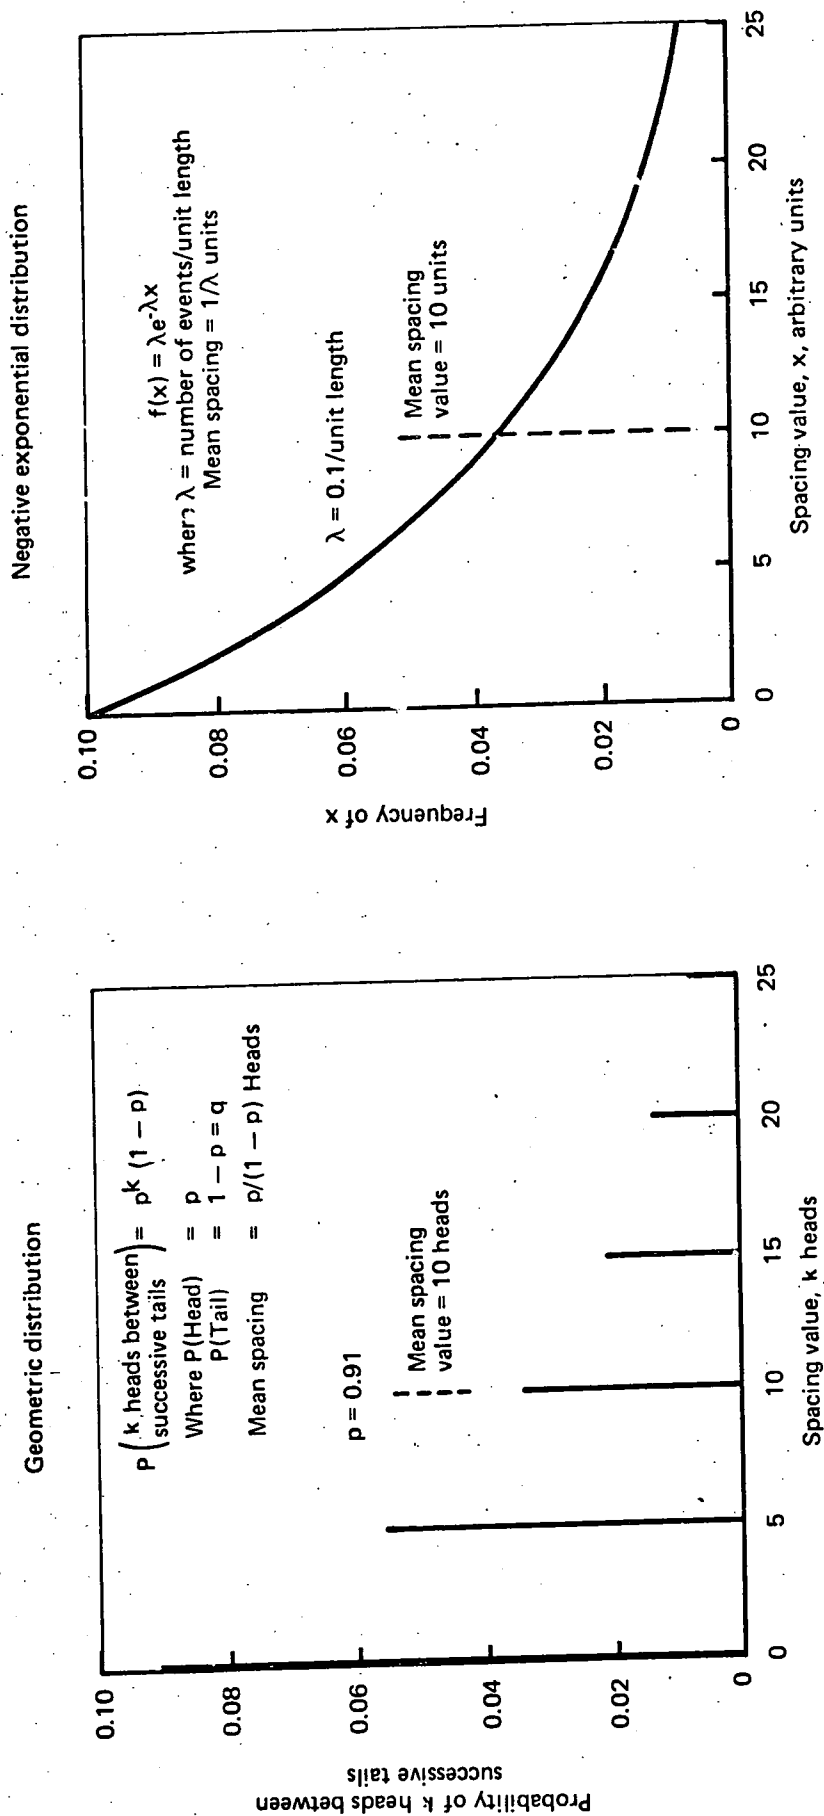 Geometric distribution
P(k heads between successive tails) = p^k (1 – p)
Where P(Head) = p
P(Tail) = 1 – p = q
Mean spacing = p/(1 – p) Heads
p = 0.91
Mean spacing
value = 10 heads
Probability of k heads between
successive tails
0.10
0.08
0.06
0.04
0.02
0
0 5 10 15 20 25
Spacing value, k heads
Negative exponential distribution
f(x) = λe^-λx
where λ = number of events/unit length
Mean spacing = 1/λ units
λ = 0.1/unit length
Mean spacing
value = 10 units
Frequency of x
0.10
0.08
0.06
0.04
0.02
0
0 5 10 15 20 25
Spacing value, x, arbitrary units